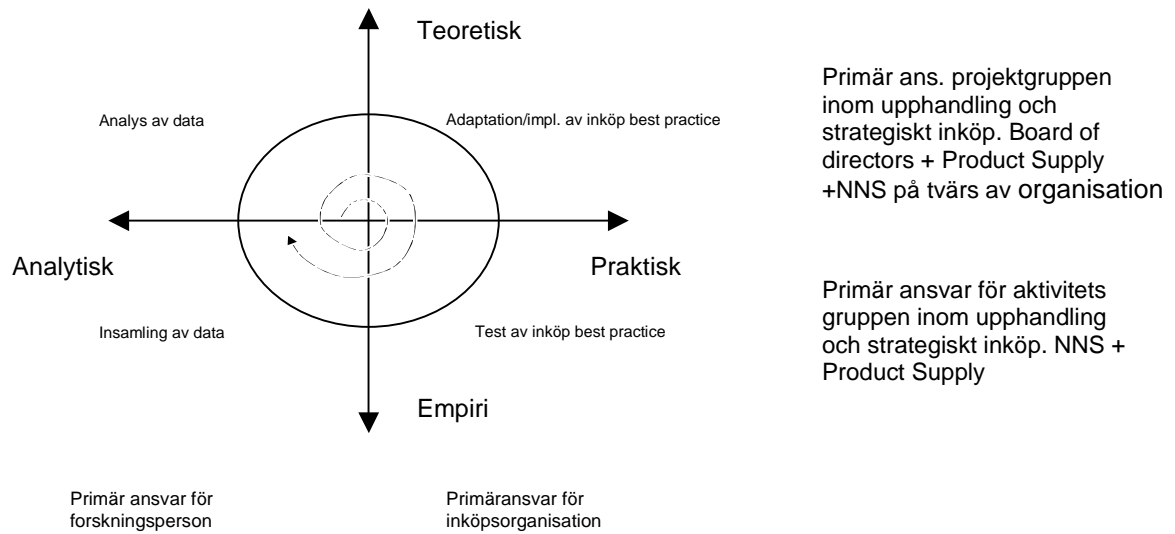 Teoretisk
Primär ans. projektgruppen
inom upphandling och
strategiskt inköp. Board of
directors + Product Supply
+NNS på tvärs av organisation
Analys av data
Adaptation/impl. av inköp best practice
Analytisk
Praktisk
Primär ansvar för aktivitets
gruppen inom upphandling
och strategiskt inköp. NNS +
Product Supply
Insamling av data
Test av inköp best practice
Empiri
Primär ansvar för
forskningsperson
Primäransvar för
inköpsorganisation